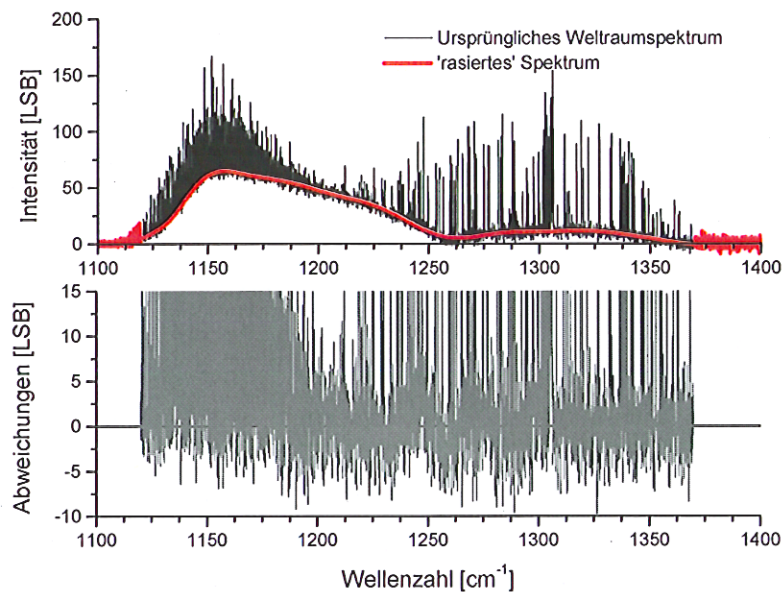 200
150
100
50
0
Intensität [LSB]
Ursprüngliches Weltraumspektrum
'rasiertes' Spektrum
1100 1150 1200 1250 1300 1350 1400
15
10
5
0
-5
-10
Abweichungen [LSB]
1100 1150 1200 1250 1300 1350 1400
Wellenzahl [cm⁻¹]